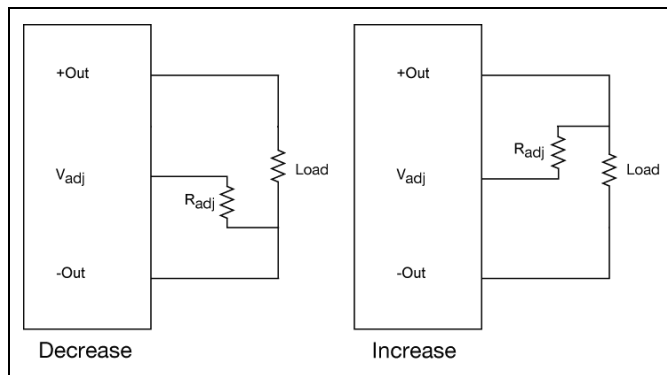 +Out
Vadj
Radj
Load
-Out
Decrease
+Out
Radj
Vadj
Load
-Out
Increase